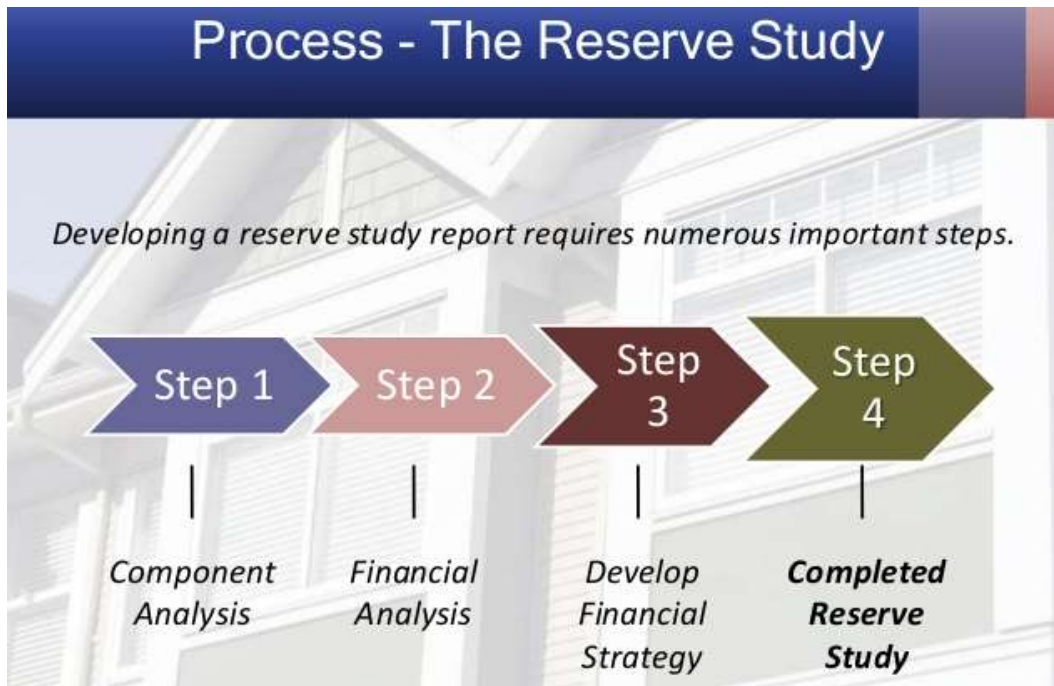 Process - The Reserve Study
Developing a reserve study report requires numerous important steps.
Step 1
Step 2
Step
3
Step
4
Component
Analysis
Financial
Analysis
Develop
Financial
Strategy
Completed
Reserve
Study